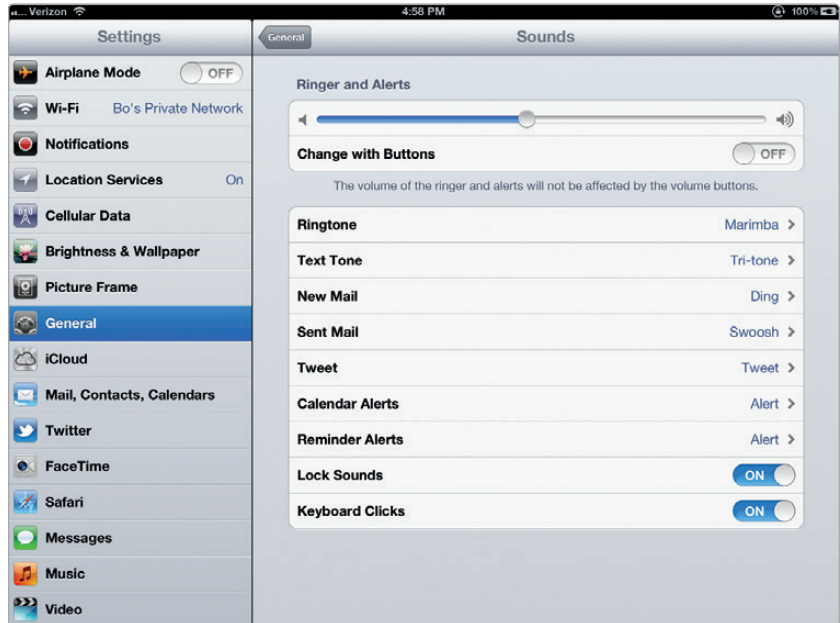 Verizon 4:58 PM 100%
Settings
Airplane Mode OFF
Wi-Fi Bo's Private Network
Notifications
Location Services On
Cellular Data
Brightness & Wallpaper
Picture Frame
General
iCloud
Mail, Contacts, Calendars
Twitter
FaceTime
Safari
Messages
Music
Video
General Sounds
Ringer and Alerts
Change with Buttons OFF
The volume of the ringer and alerts will not be affected by the volume buttons.
Ringtone Marimba
Text Tone Tri-tone
New Mail Ding
Sent Mail Swoosh
Tweet Tweet
Calendar Alerts Alert
Reminder Alerts Alert
Lock Sounds ON
Keyboard Clicks ON